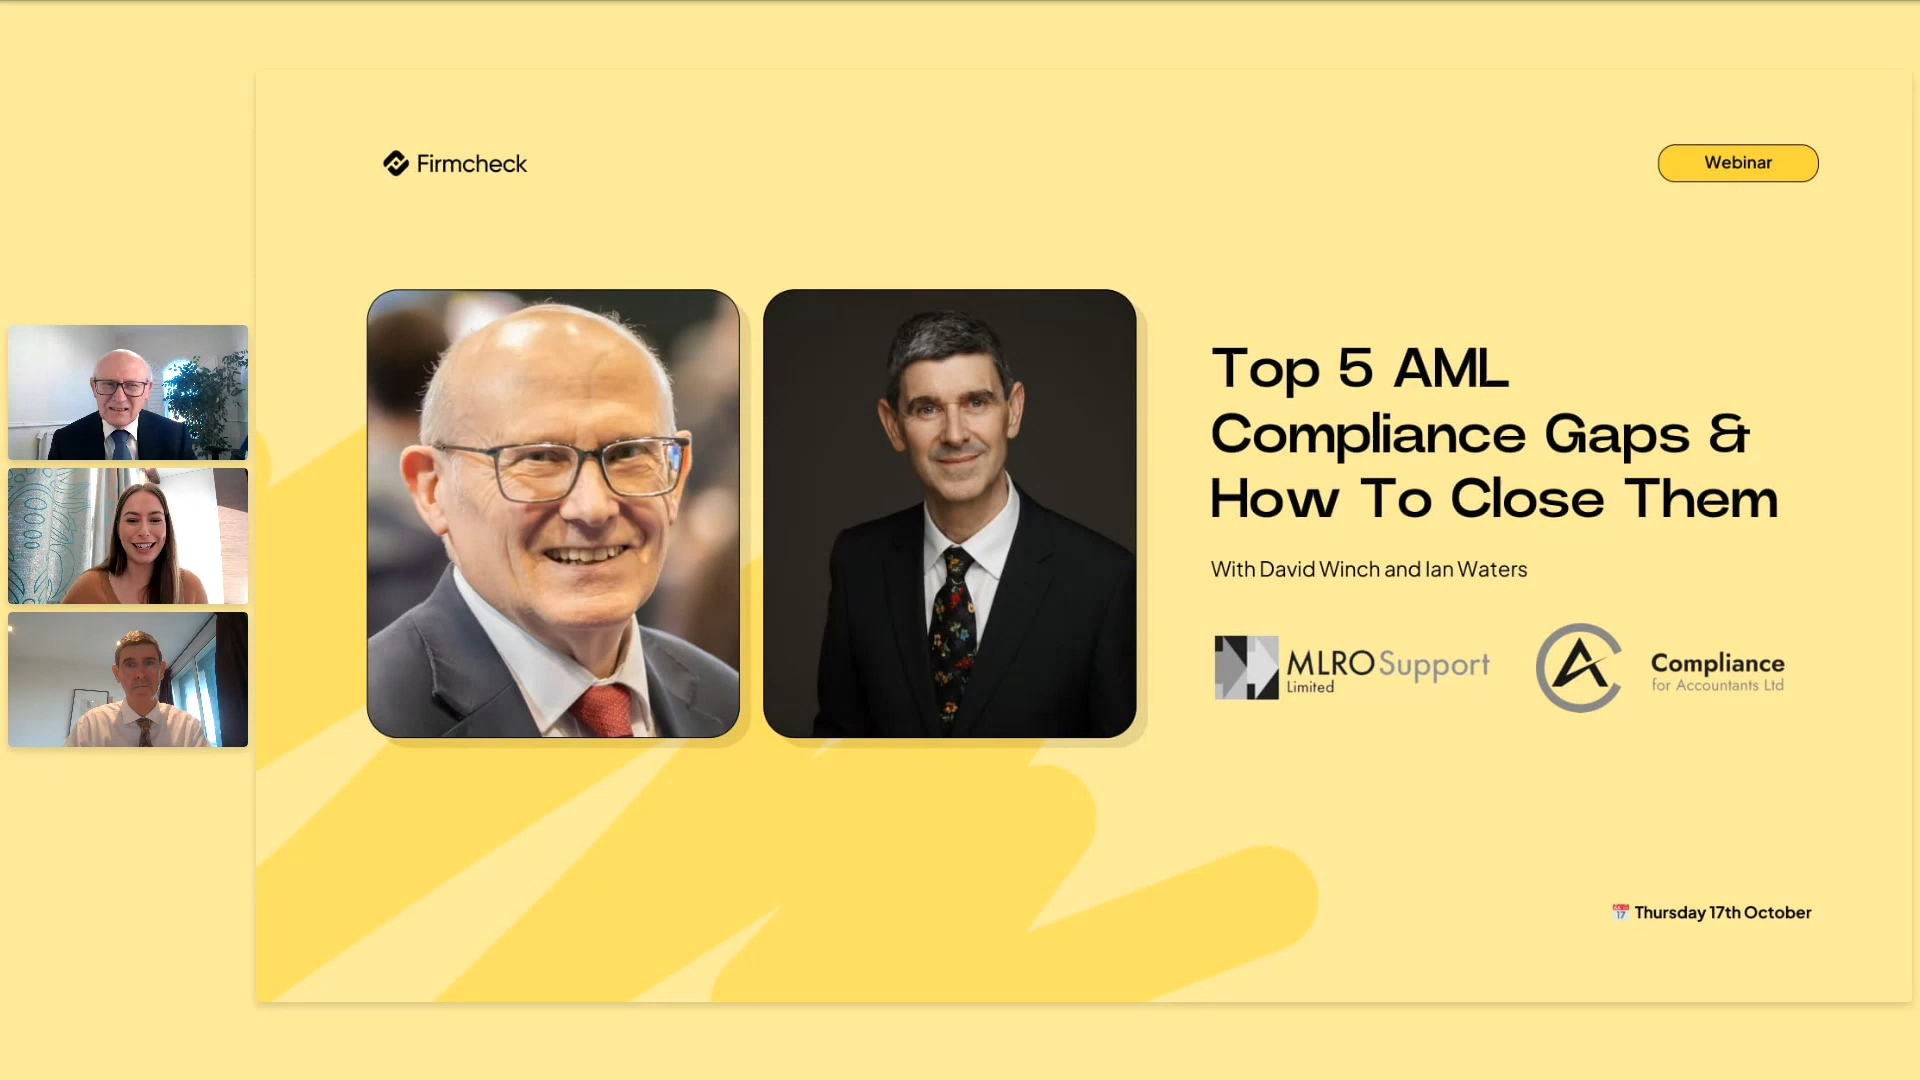 Firmcheck
Webinar
Top 5 AML
Compliance Gaps &
How To Close Them
With David Winch and Ian Waters
MLRO Support
Limited
Compliance
for Accountants Ltd
17 Thursday 17th October